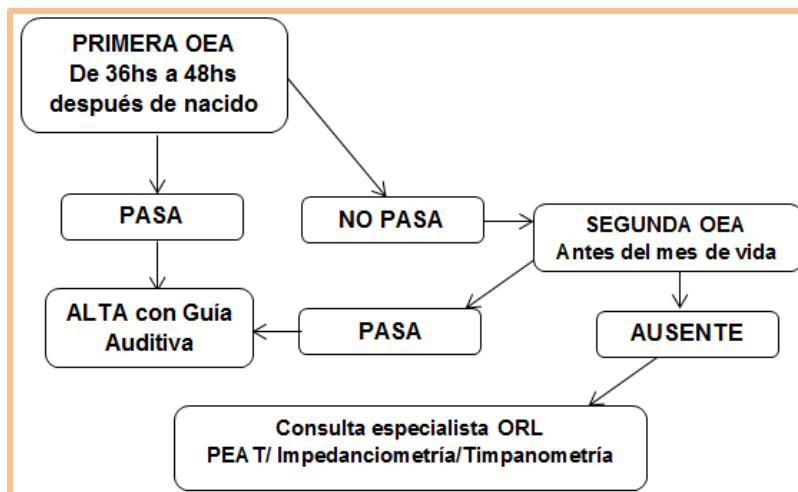 PRIMERA OEA
De 36hs a 48hs
después de nacido
PASA
NO PASA
SEGUNDA OEA
Antes del mes de vida
ALTA con Guía
Auditiva
PASA
AUSENTE
Consulta especialista ORL
PEAT/ Impedanciometría/Timpanometría